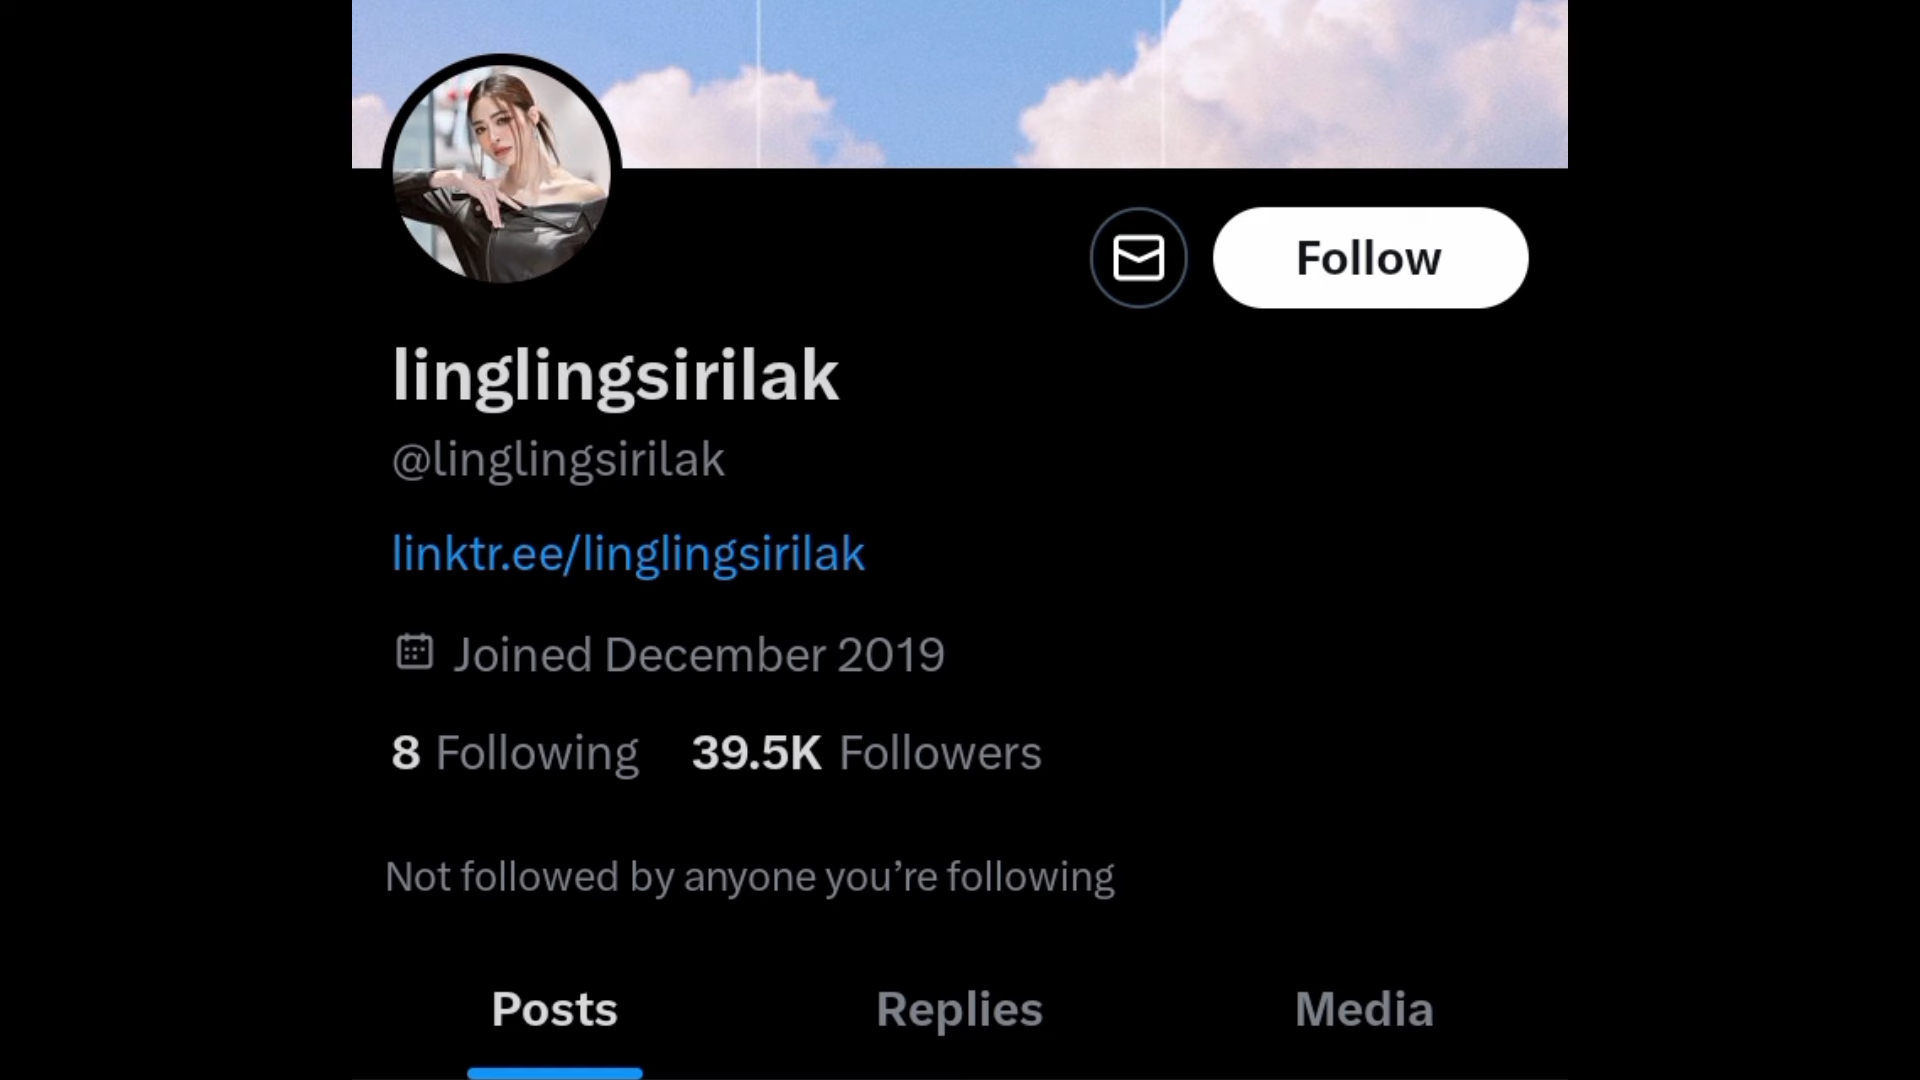 Follow
linglingsirilak
@linglingsirilak
linktr.ee/linglingsirilak
Joined December 2019
8 Following 39.5K Followers
Not followed by anyone you’re following
Posts Replies Media